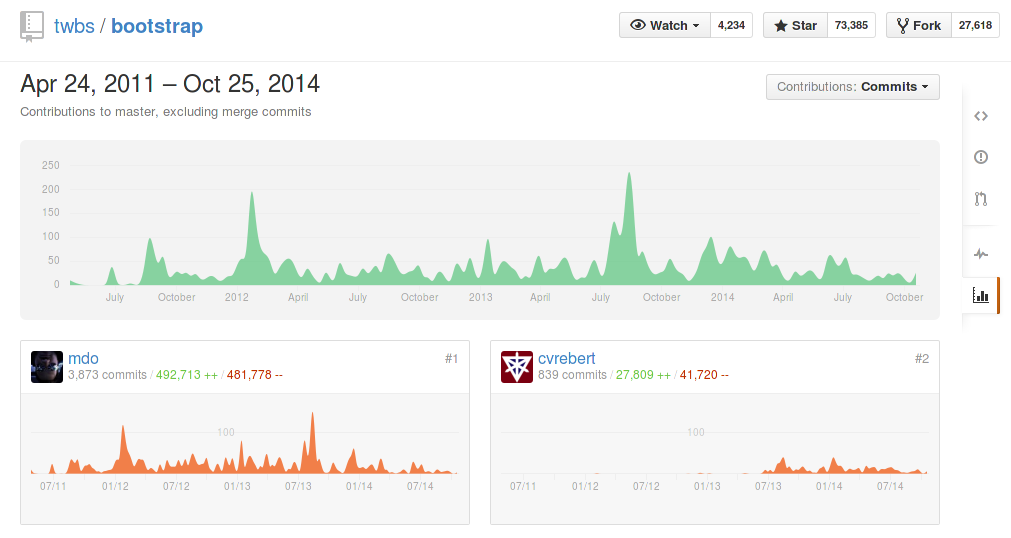 twbs / bootstrap
Watch 4,234 Star 73,385 Fork 27,618
Apr 24, 2011 – Oct 25, 2014
Contributions: Commits
Contributions to master, excluding merge commits
250
200
150
100
50
0
July October 2012 April July October 2013 April July October 2014 April July October
mdo #1
3,873 commits / 492,713 ++ / 481,778 --
100
07/11 01/12 07/12 01/13 07/13 01/14 07/14
cvrebert #2
839 commits / 27,809 ++ / 41,720 --
100
07/11 01/12 07/12 01/13 07/13 01/14 07/14